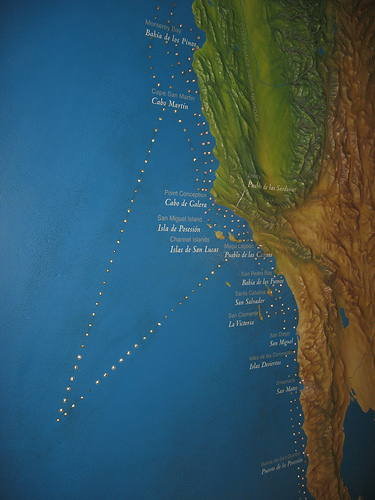 Monterey Bay
Bahía de los Pinos
Cape San Martin
Cabo Martín
Pueblo de las Sardinas
Point Conception
Cabo de Galera
San Miguel Island
Isla de Posesión
Channel Islands
Islas de San Lucas
Mugu Lagoon
Pueblo de las Canoas
San Pedro Bay
Bahía de los Fumos
Santa Catalina
San Salvador
San Clemente
La Victoria
San Diego
San Miguel
Islas de los Coronados
Islas Desiertas
Ensenada
San Mateo
Puerto de la Posesión